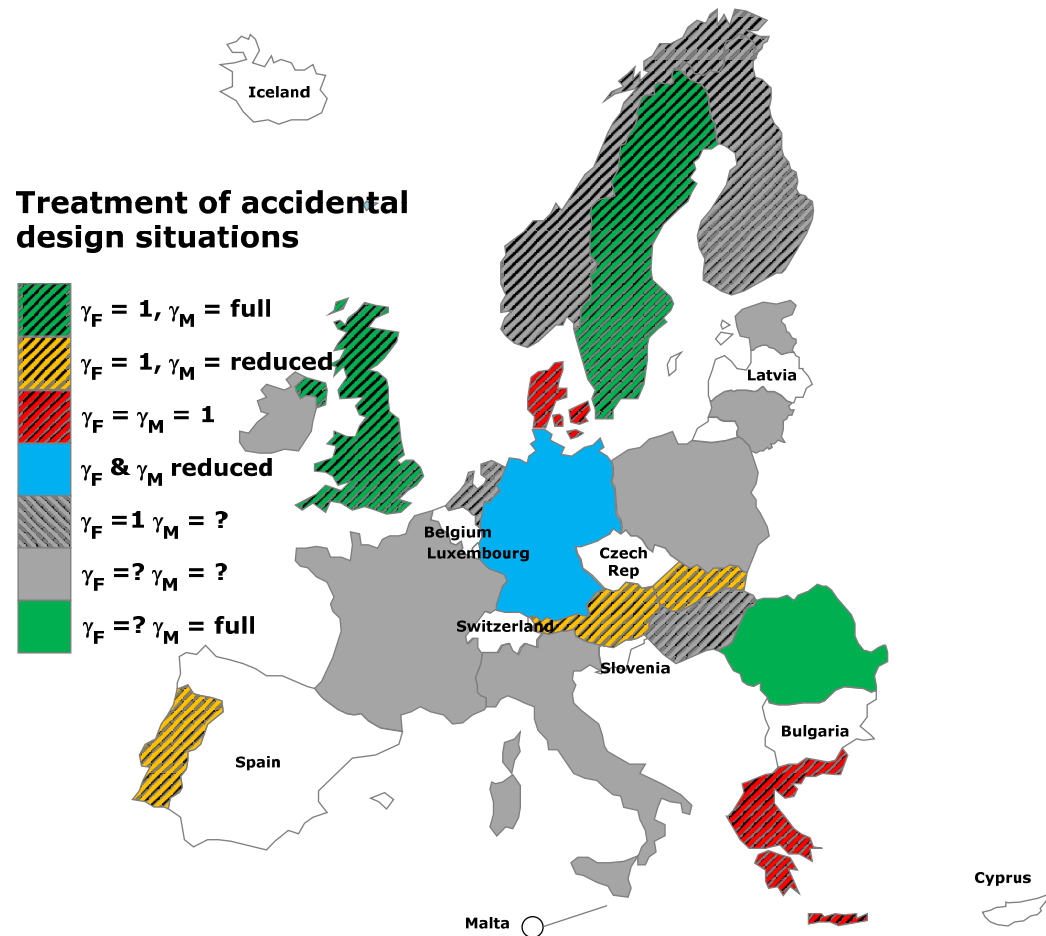 Iceland
Treatment of accidental
design situations
γF = 1, γM = full
γF = 1, γM = reduced
γF = γM = 1
γF & γM reduced
γF =1 γM = ?
γF =? γM = ?
γF =? γM = full
Latvia
Belgium
Luxembourg
Czech
Rep
Switzerland
Slovenia
Bulgaria
Spain
Cyprus
Malta